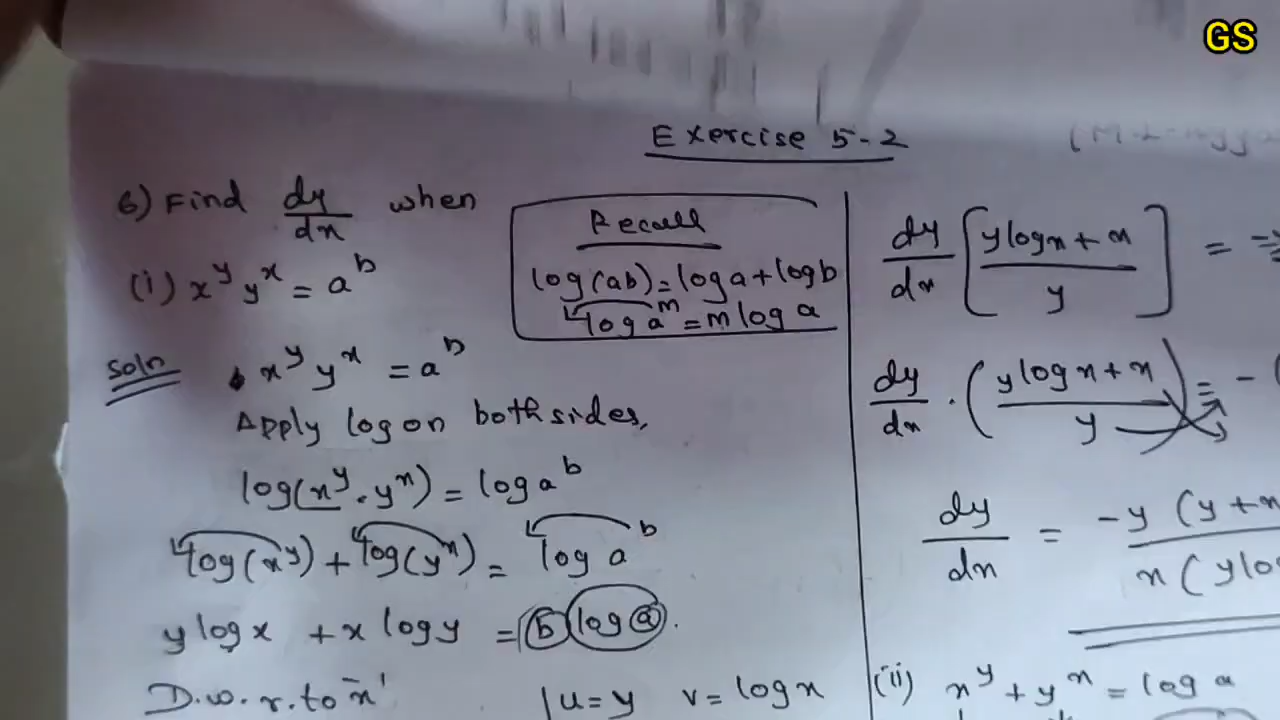 GS
Exercise 5-2
6) Find dy/dx when
(i) x^y y^x = a^b
Recall
log(ab) = log a + log b
log a^m = m log a
Soln
x^y y^x = a^b
Apply log on both sides,
log(x^y . y^x) = log a^b
log(x^y) + log(y^x) = log a^b
y log x + x log y = b log a.
D.w.r.to 'x'
u = y v = log x
dy/dx [y log x + x / y] =
dy/dx . (y log x + x / y) = - (
dy/dx = -y (y + x / x (y lo
(ii) x^y + y^x = log a